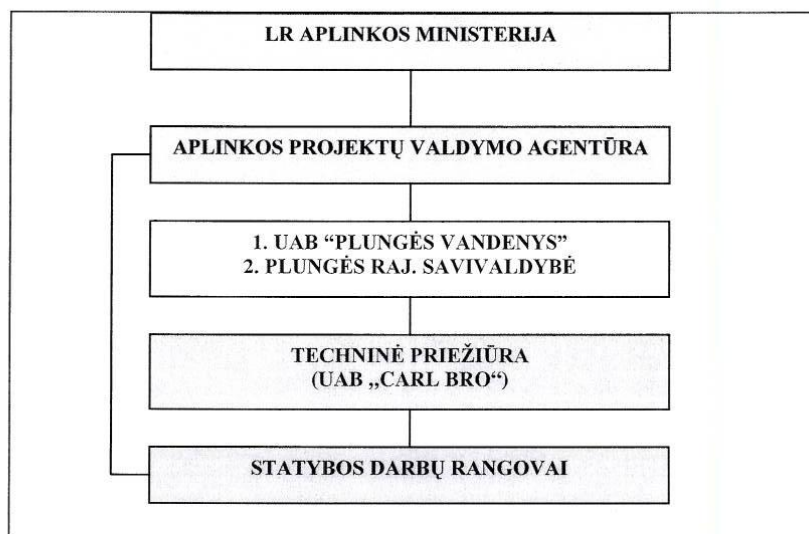 LR APLINKOS MINISTERIJA
APLINKOS PROJEKTŲ VALDYMO AGENTŪRA
1. UAB “PLUNGĖS VANDENYS”
2. PLUNGĖS RAJ. SAVIVALDYBĖ
TECHNINĖ PRIEŽIŪRA
(UAB „CARL BRO“)
STATYBOS DARBŲ RANGOVAI